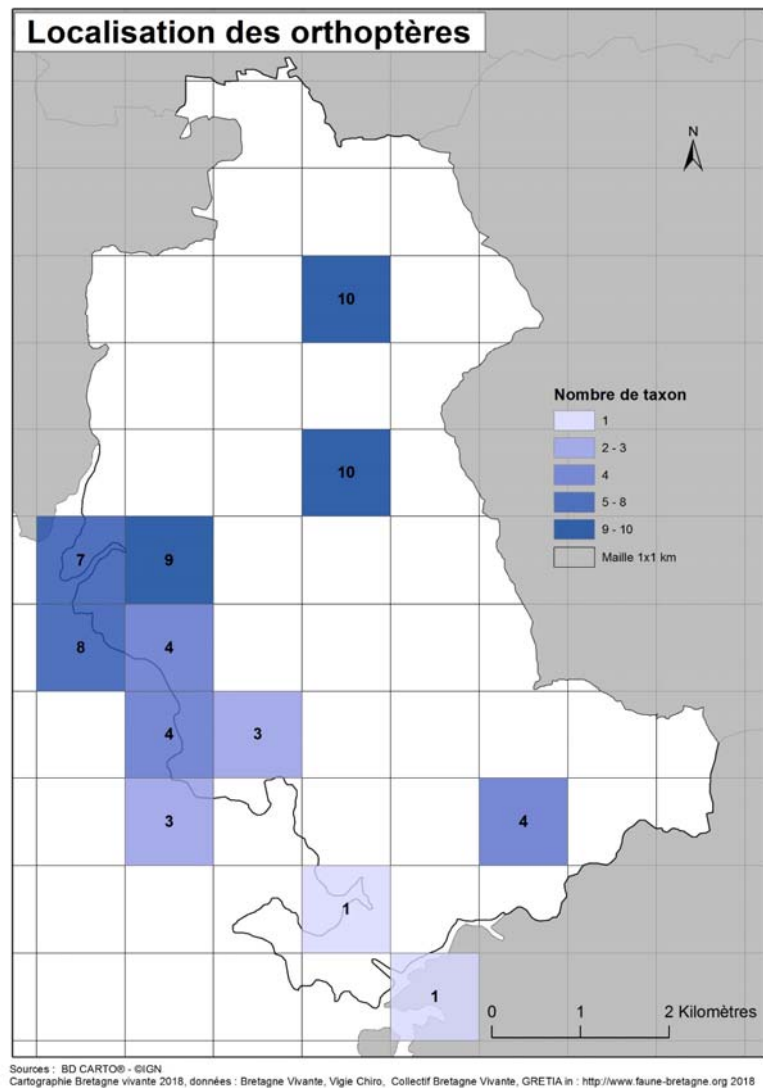 Localisation des orthoptères
N
10
Nombre de taxon
1
2 - 3
4
5 - 8
9 - 10
Maille 1x1 km
10
7
9
8
4
4
3
3
4
1
1
0 1 2 Kilomètres
Sources : BD CARTO® - ©IGN
Cartographie Bretagne vivante 2018, données : Bretagne Vivante, Vigie Chiro, Collectif Bretagne Vivante, GRETIA in : http://www.faune-bretagne.org 2018